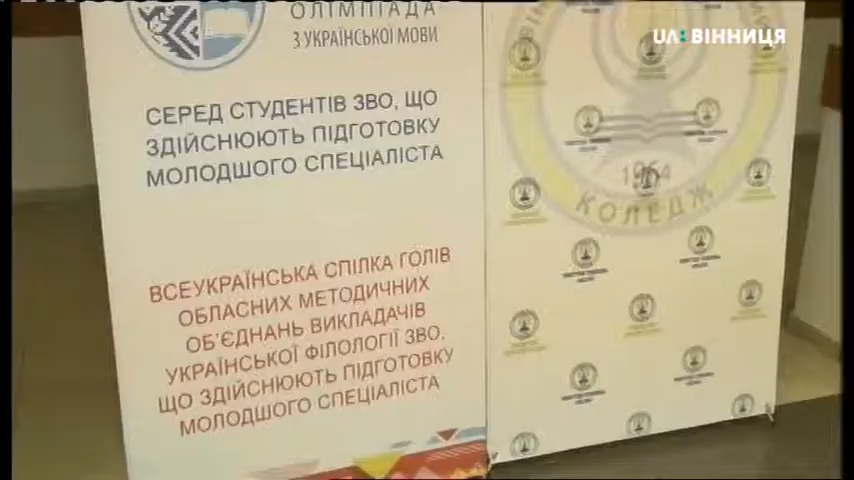 ОЛІМПІАДА
З УКРАЇНСЬКОЇ МОВИ
UA:ВІННИЦЯ
СЕРЕД СТУДЕНТІВ ЗВО, ЩО
ЗДІЙСНЮЮТЬ ПІДГОТОВКУ
МОЛОДШОГО СПЕЦІАЛІСТА
1964
КОЛЕДЖ
ВСЕУКРАЇНСЬКА СПІЛКА ГОЛІВ
ОБЛАСНИХ МЕТОДИЧНИХ
ОБ'ЄДНАНЬ ВИКЛАДАЧІВ
УКРАЇНСЬКОЇ ФІЛОЛОГІЇ ЗВО,
ЩО ЗДІЙСНЮЮТЬ ПІДГОТОВКУ
МОЛОДШОГО СПЕЦІАЛІСТА